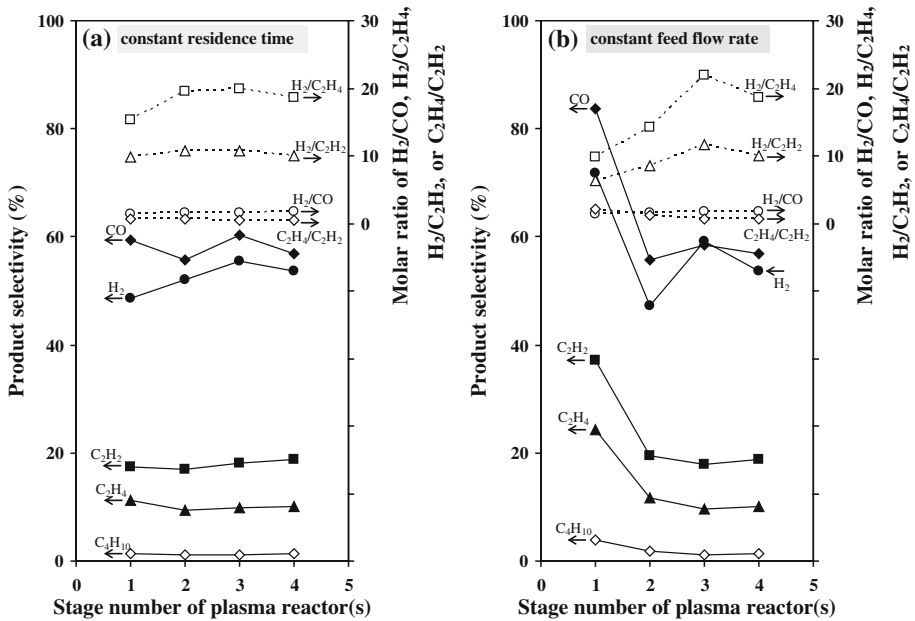 (a) constant residence time
100
80
60
40
20
0
Product selectivity (%)
30
20
10
0
Molar ratio of H₂/CO, H₂/C₂H₄,
H₂/C₂H₂, or C₂H₄/C₂H₂
H₂/C₂H₄
H₂/C₂H₂
H₂/CO
C₂H₄/C₂H₂
CO
H₂
C₂H₂
C₂H₄
C₄H₁₀
0 1 2 3 4 5
Stage number of plasma reactor(s)
(b) constant feed flow rate
100
80
60
40
20
0
Product selectivity (%)
30
20
10
0
Molar ratio of H₂/CO, H₂/C₂H₄,
H₂/C₂H₂, or C₂H₄/C₂H₂
CO
H₂/C₂H₄
H₂/C₂H₂
H₂/CO
C₂H₄/C₂H₂
H₂
C₂H₂
C₂H₄
C₄H₁₀
0 1 2 3 4 5
Stage number of plasma reactor(s)